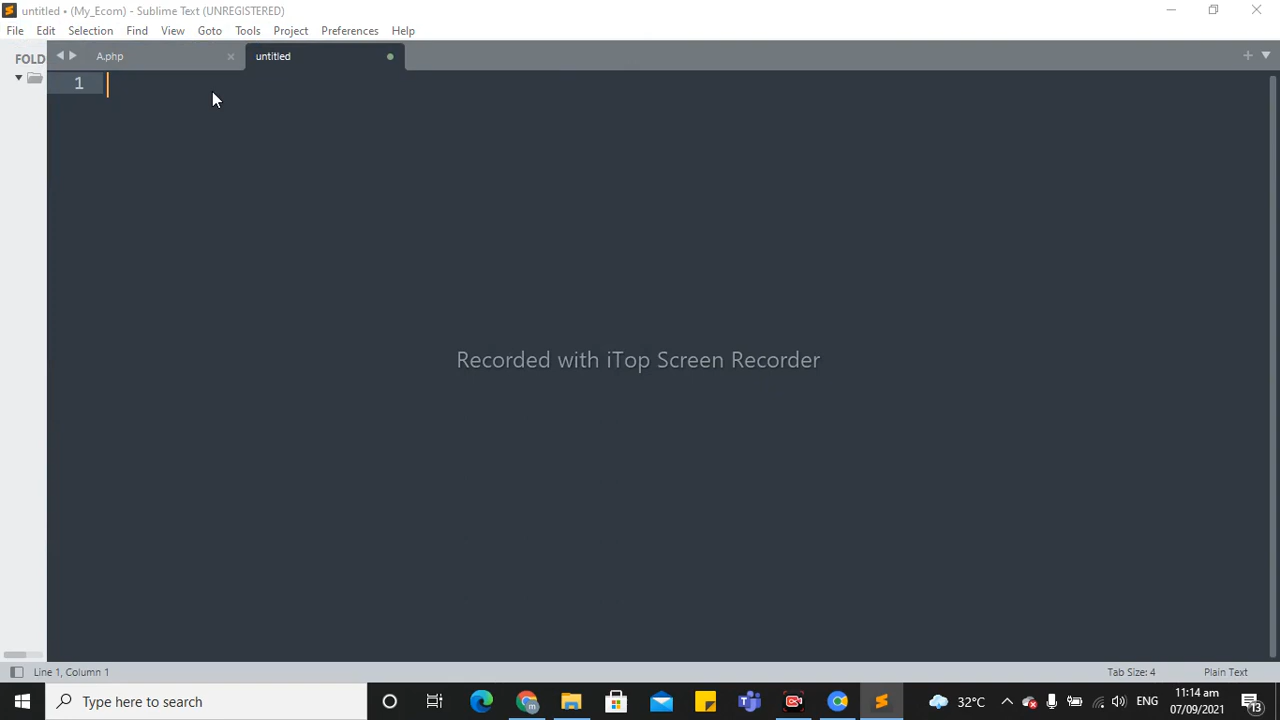 untitled • (My_Ecom) - Sublime Text (UNREGISTERED)
File Edit Selection Find View Goto Tools Project Preferences Help
FOLD
A.php
untitled
1
Recorded with iTop Screen Recorder
Line 1, Column 1
Tab Size: 4
Plain Text
Type here to search
32°C
ENG
11:14 am
07/09/2021
13